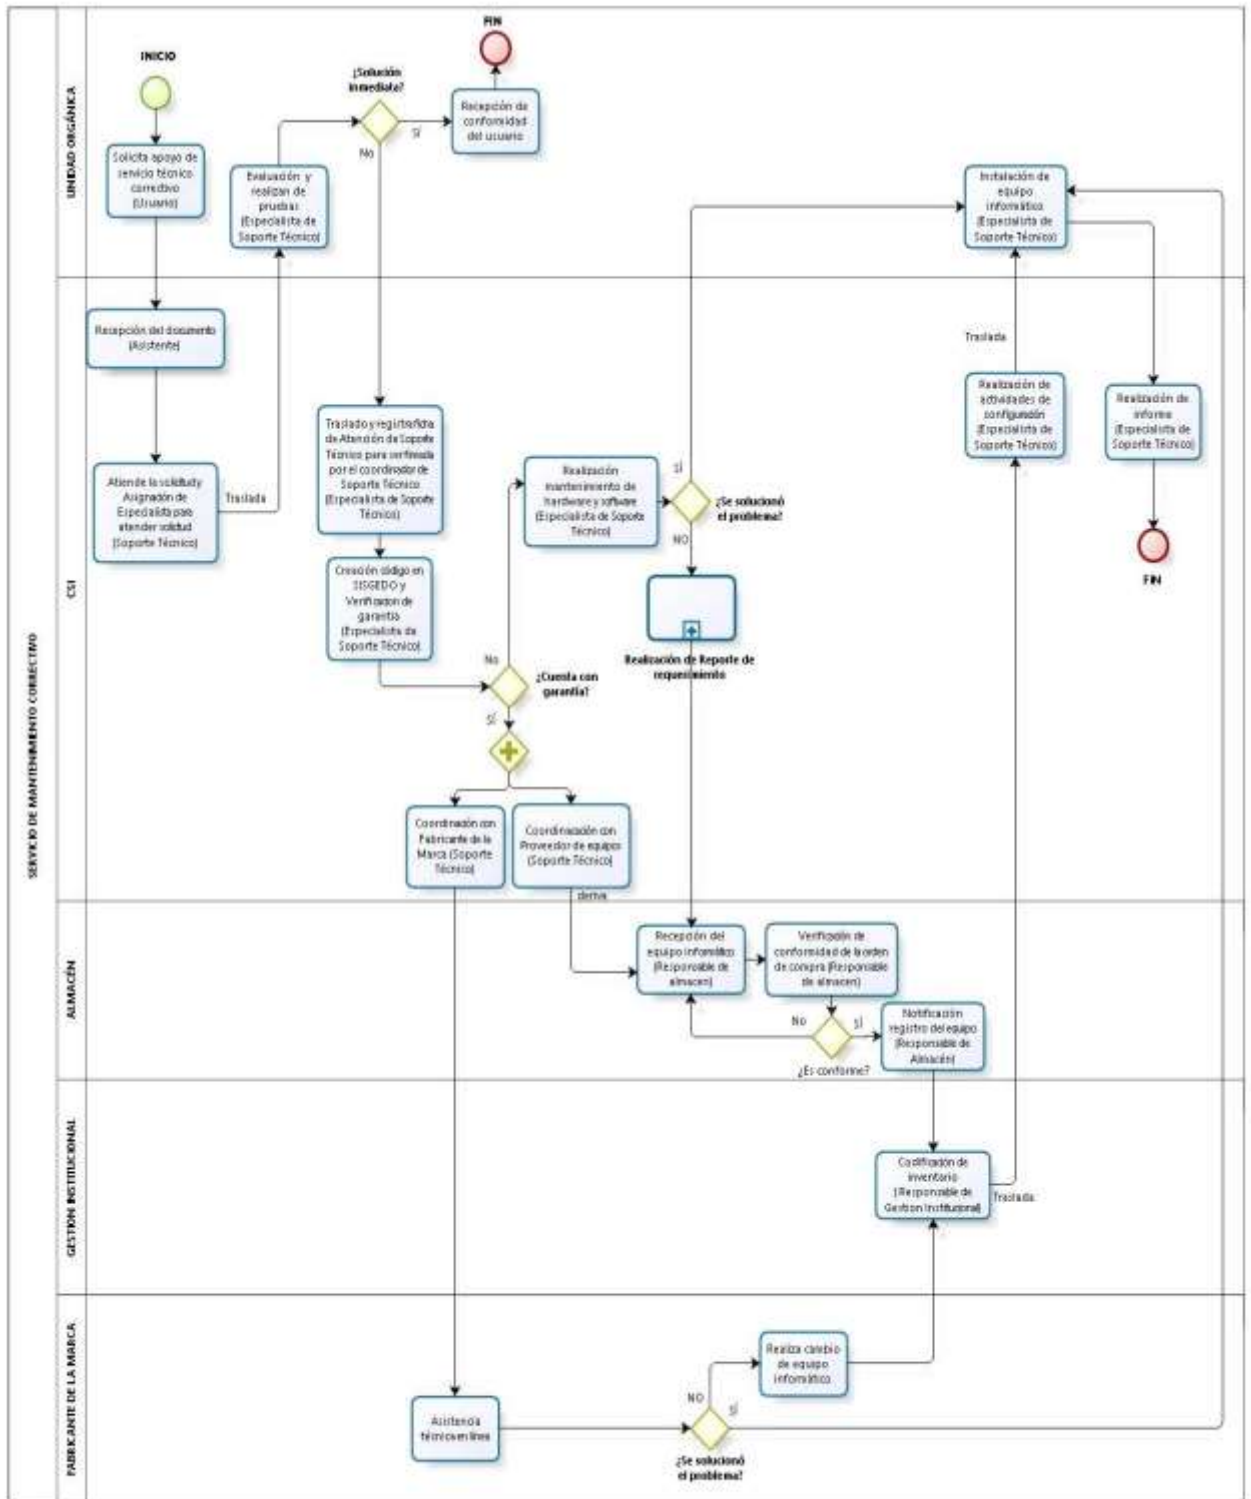 SERVICIO DE MANTENIMIENTO CORRECTIVO
UNIDAD ORGÁNICA
INICIO
Solicita apoyo de
servicio técnico
correctivo
(Usuario)
Evaluación y
realizan de
pruebas
(Especialista de
Soporte Técnico)
¿Solución
inmediata?
SÍ
No
Recepción de
conformidad
del usuario
FIN
Instalación de
equipo
informático
(Especialista de
Soporte Técnico)
CSI
Recepción del documento
(Asistente)
Atiende la solicitud y
Asignación de
Especialista para
atender solicitud
(Soporte Técnico)
Traslada
Traslado y registra ficha
de Atención de Soporte
Técnico para ser firmada
por el coordinador de
Soporte Técnico
(Especialista de Soporte
Técnico)
Creación código en
SISGEDO y
Verificacion de
garantía
(Especialista de
Soporte Técnico)
No
¿Cuenta con
garantía?
SÍ
Realización
mantenimiento de
hardware y software
(Especialista de Soporte
Técnico)
SÍ
¿Se solucionó
el problema?
NO
Realización de Reporte de
requerimiento
Coordinación con
Fabricante de la
Marca (Soporte
Técnico)
Coordinación con
Proveedor de equipos
(Soporte Técnico)
deriva
Traslada
Realización de
actividades de
configuración
(Especialista de
Soporte Técnico)
Realización de
informe
(Especialista de
Soporte Técnico)
FIN
ALMACÉN
Recepción del
equipo informático
(Responsable de
almacen)
Verificación de
conformidad de la orden
de compra (Responsable
de almacen)
No
SÍ
¿Es conforme?
Notificación
registro del equipo
(Responsable de
Almacén)
GESTION INSTITUCIONAL
Codificación de
inventario
( Responsable de
Gestion Institucional)
Traslada
FABRICANTE DE LA MARCA
Asistencia
técnico en línea
NO
SÍ
¿Se solucionó
el problema?
Realiza cambio
de equipo
informático